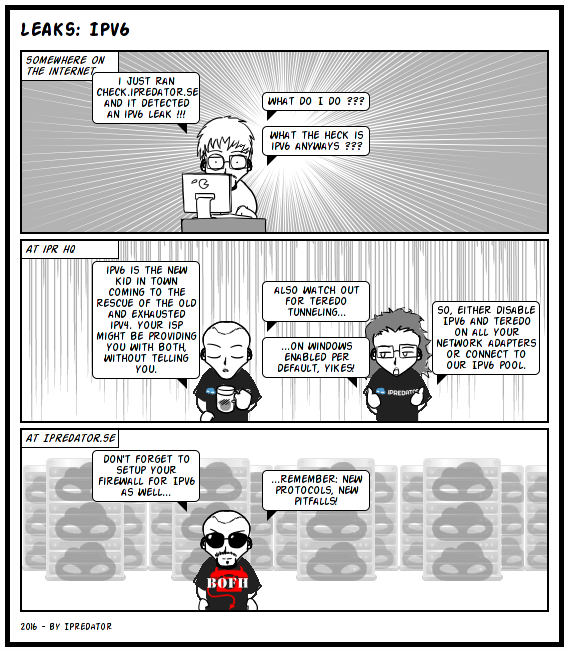 LEAKS: IPV6
SOMEWHERE ON
THE INTERNET
I JUST RAN
CHECK.IPREDATOR.SE
AND IT DETECTED
AN IPV6 LEAK !!!
WHAT DO I DO ???
WHAT THE HECK IS
IPV6 ANYWAYS ???
AT IPR HQ
IPV6 IS THE NEW
KID IN TOWN
COMING TO THE
RESCUE OF THE OLD
AND EXHAUSTED
IPV4. YOUR ISP
MIGHT BE PROVIDING
YOU WITH BOTH,
WITHOUT TELLING
YOU.
ALSO WATCH OUT
FOR TEREDO
TUNNELING...
...ON WINDOWS
ENABLED PER
DEFAULT, YIKES!
SO, EITHER DISABLE
IPV6 AND TEREDO
ON ALL YOUR
NETWORK ADAPTERS
OR CONNECT TO
OUR IPV6 POOL.
IPREDATOR
AT IPREDATOR.SE
DON'T FORGET TO
SETUP YOUR
FIREWALL FOR IPV6
AS WELL...
...REMEMBER: NEW
PROTOCOLS, NEW
PITFALLS!
BOFH
2016 - BY IPREDATOR